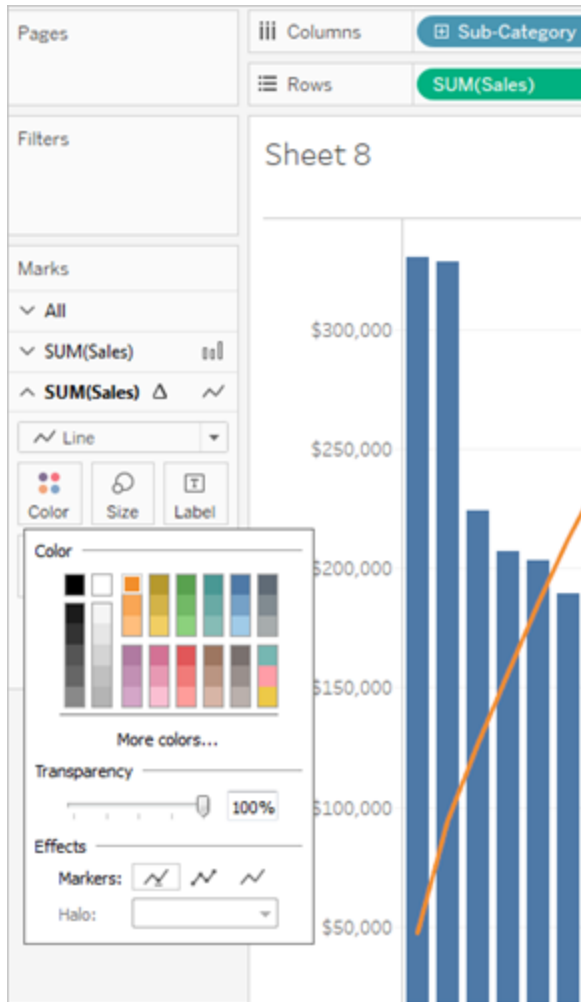 Pages
Columns
Sub-Category
Rows
SUM(Sales)
Filters
Sheet 8
Marks
All
SUM(Sales)
SUM(Sales) Δ
Line
Color Size Label
T
Color
More colors...
Transparency
100%
Effects
Markers:
Halo:
$300,000
$250,000
$200,000
$150,000
$100,000
$50,000